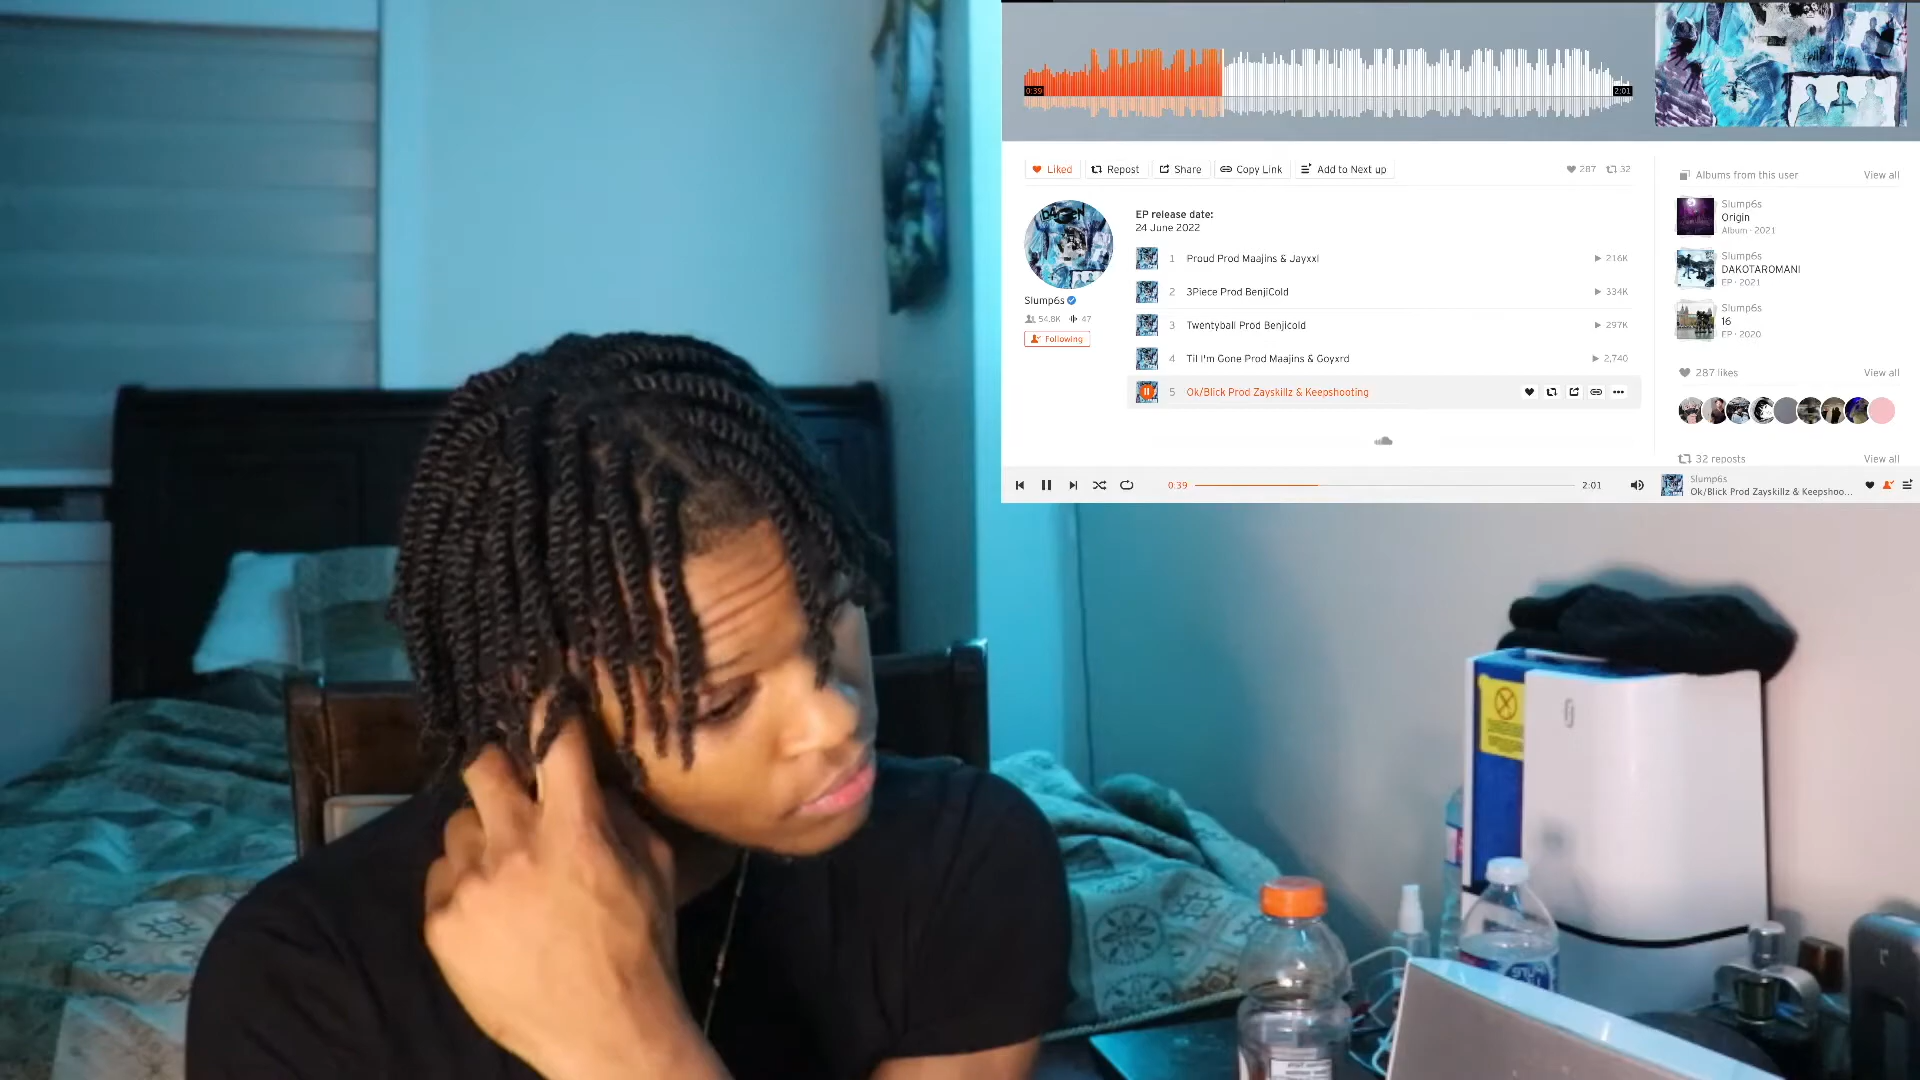 0:39
2:01
Liked
Repost
Share
Copy Link
Add to Next up
287
32
EP release date:
24 June 2022
1 Proud Prod Maajins & Jayxxl 216K
2 3Piece Prod BenjiCold 334K
3 Twentyball Prod Benjicold 297K
4 Til I'm Gone Prod Maajins & Goyxrd 2,740
5 Ok/Blick Prod Zayskillz & Keepshooting
Slump6s
54.8K 47
Following
Albums from this user View all
Slump6s
Origin
Album · 2021
Slump6s
DAKOTAROMANI
EP · 2021
Slump6s
16
EP · 2020
287 likes View all
32 reposts View all
0:39
2:01
Slump6s
Ok/Blick Prod Zayskillz & Keepshoo...